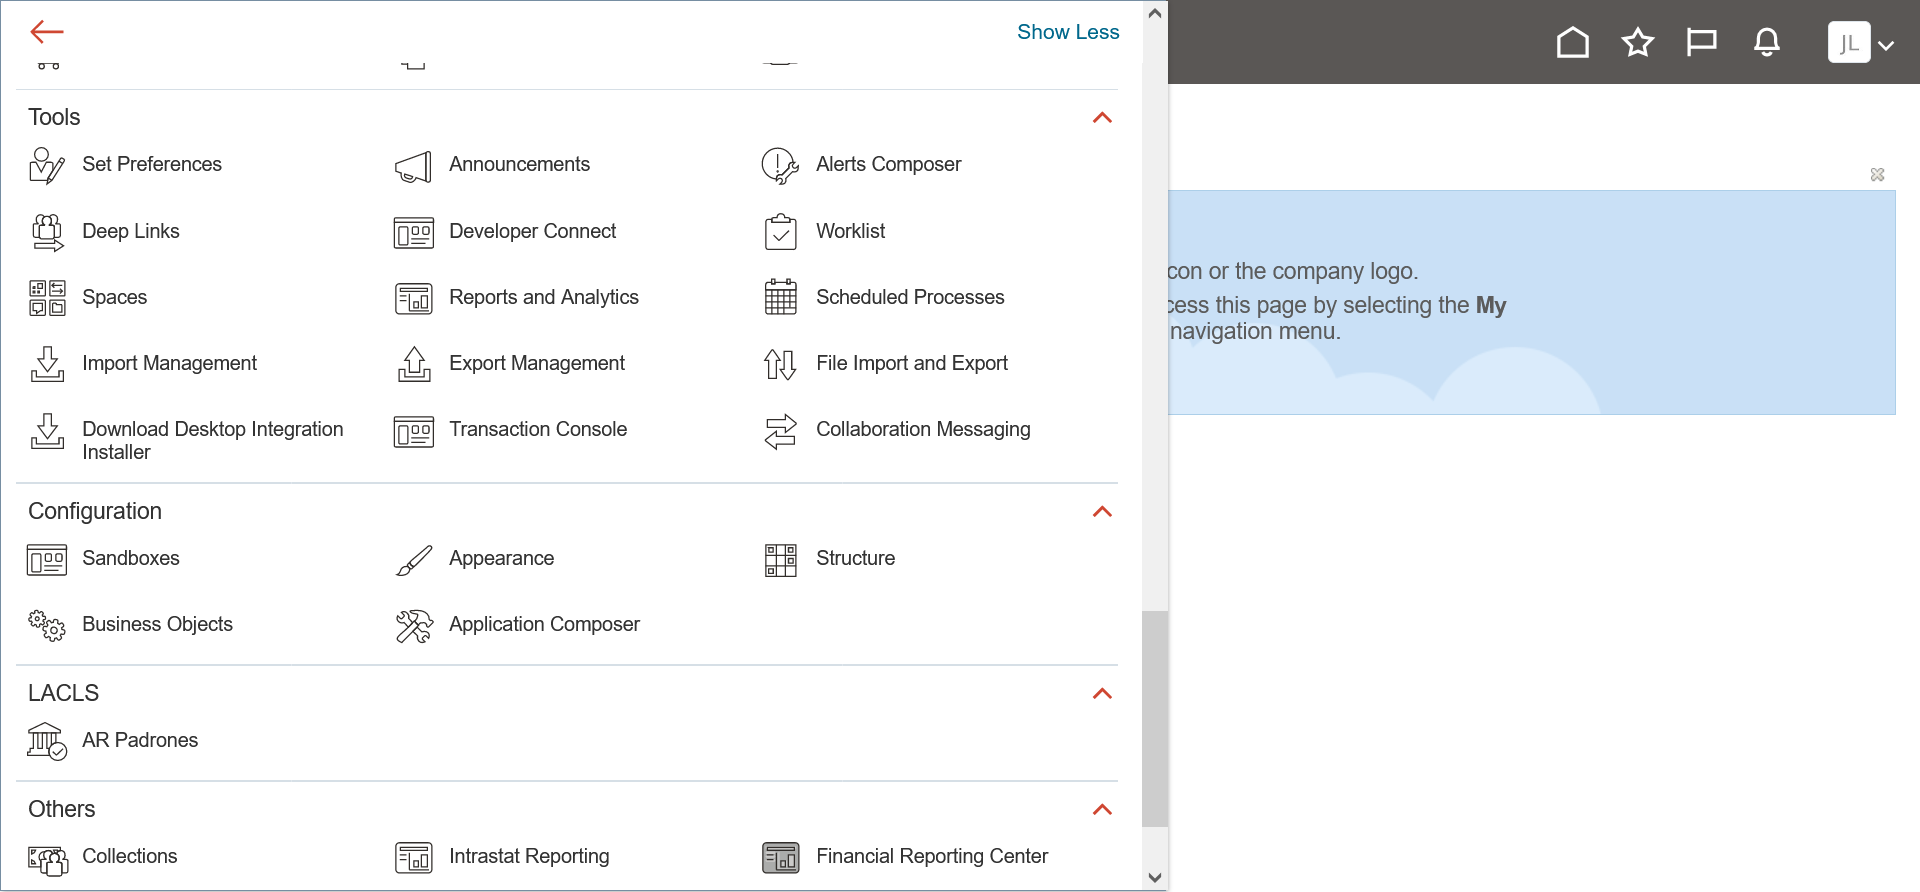 Show Less
JL
Tools
Set Preferences
Announcements
Alerts Composer
Deep Links
Developer Connect
Worklist
Spaces
Reports and Analytics
Scheduled Processes
Import Management
Export Management
File Import and Export
Download Desktop Integration
Installer
Transaction Console
Collaboration Messaging
Configuration
Sandboxes
Appearance
Structure
Business Objects
Application Composer
LACLS
AR Padrones
Others
Collections
Intrastat Reporting
Financial Reporting Center
con or the company logo.
cess this page by selecting the My
navigation menu.